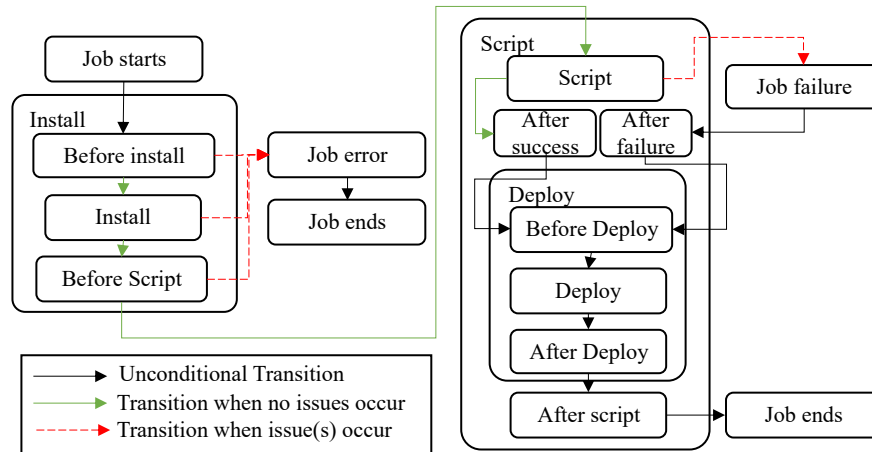 Job starts
Install
Before install
Install
Before Script
Job error
Job ends
Script
Script
Job failure
After
success
After
failure
Deploy
Before Deploy
Deploy
After Deploy
After script
Job ends
Unconditional Transition
Transition when no issues occur
Transition when issue(s) occur